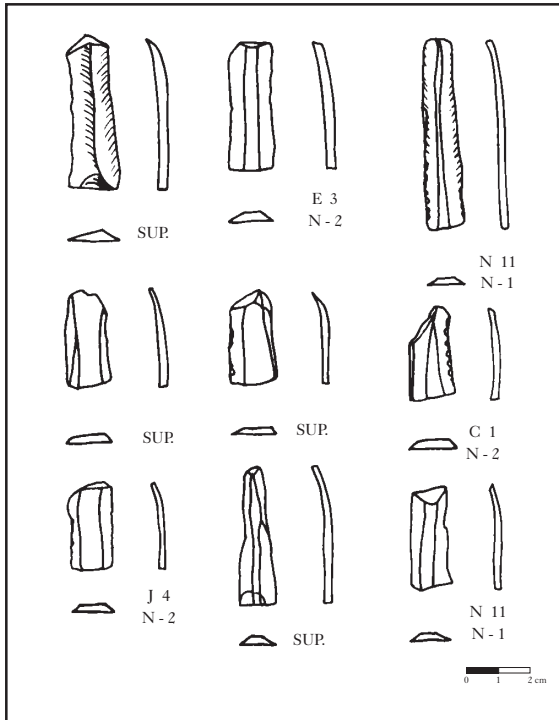 SUP.
E 3
N - 2
N 11
N - 1
SUP.
SUP.
C 1
N - 2
J 4
N - 2
SUP.
N 11
N - 1
0 1 2 cm